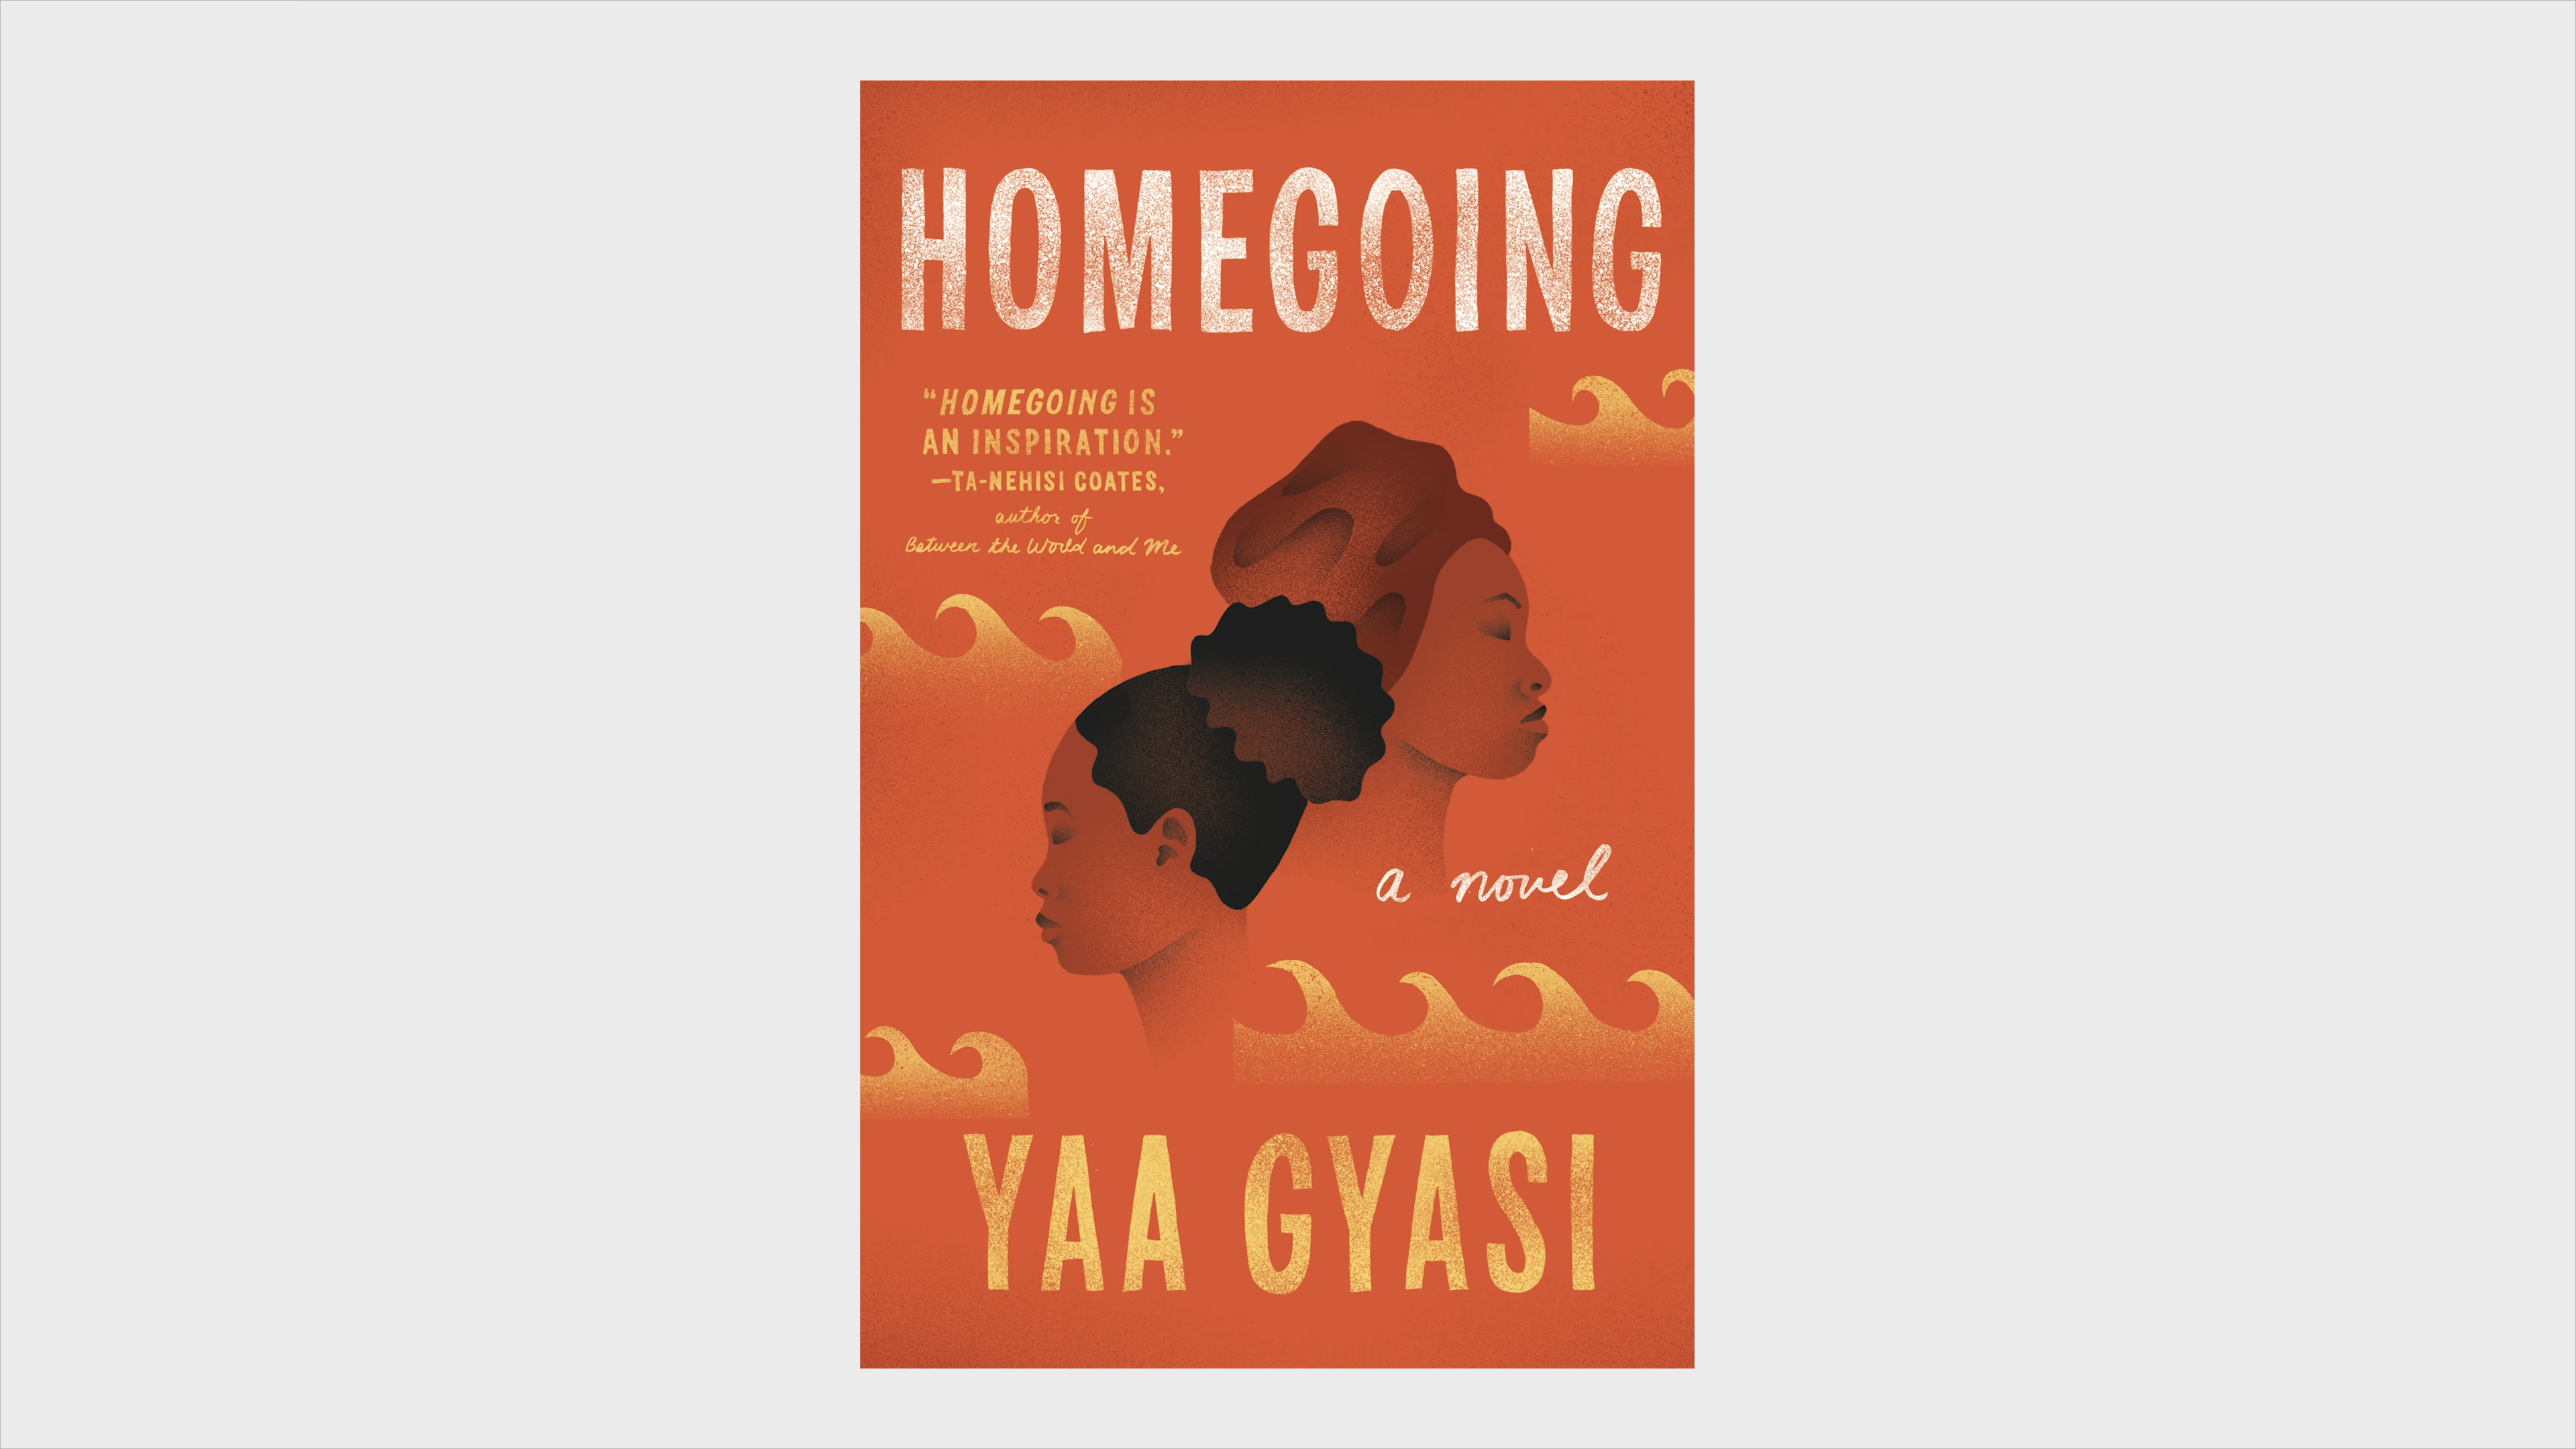 HOMEGOING
“HOMEGOING IS
AN INSPIRATION.”
—TA-NEHISI COATES,
author of
Between the World and Me
a novel
YAA GYASI